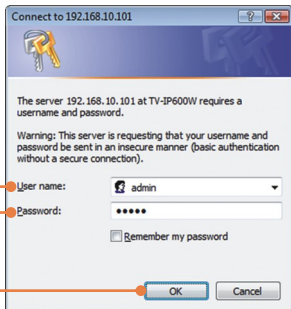 Connect to 192.168.10.101
The server 192.168.10.101 at TV-IP600W requires a
username and password.
Warning: This server is requesting that your username and
password be sent in an insecure manner (basic authentication
without a secure connection).
User name:
admin
Password:
•••••
Remember my password
OK
Cancel